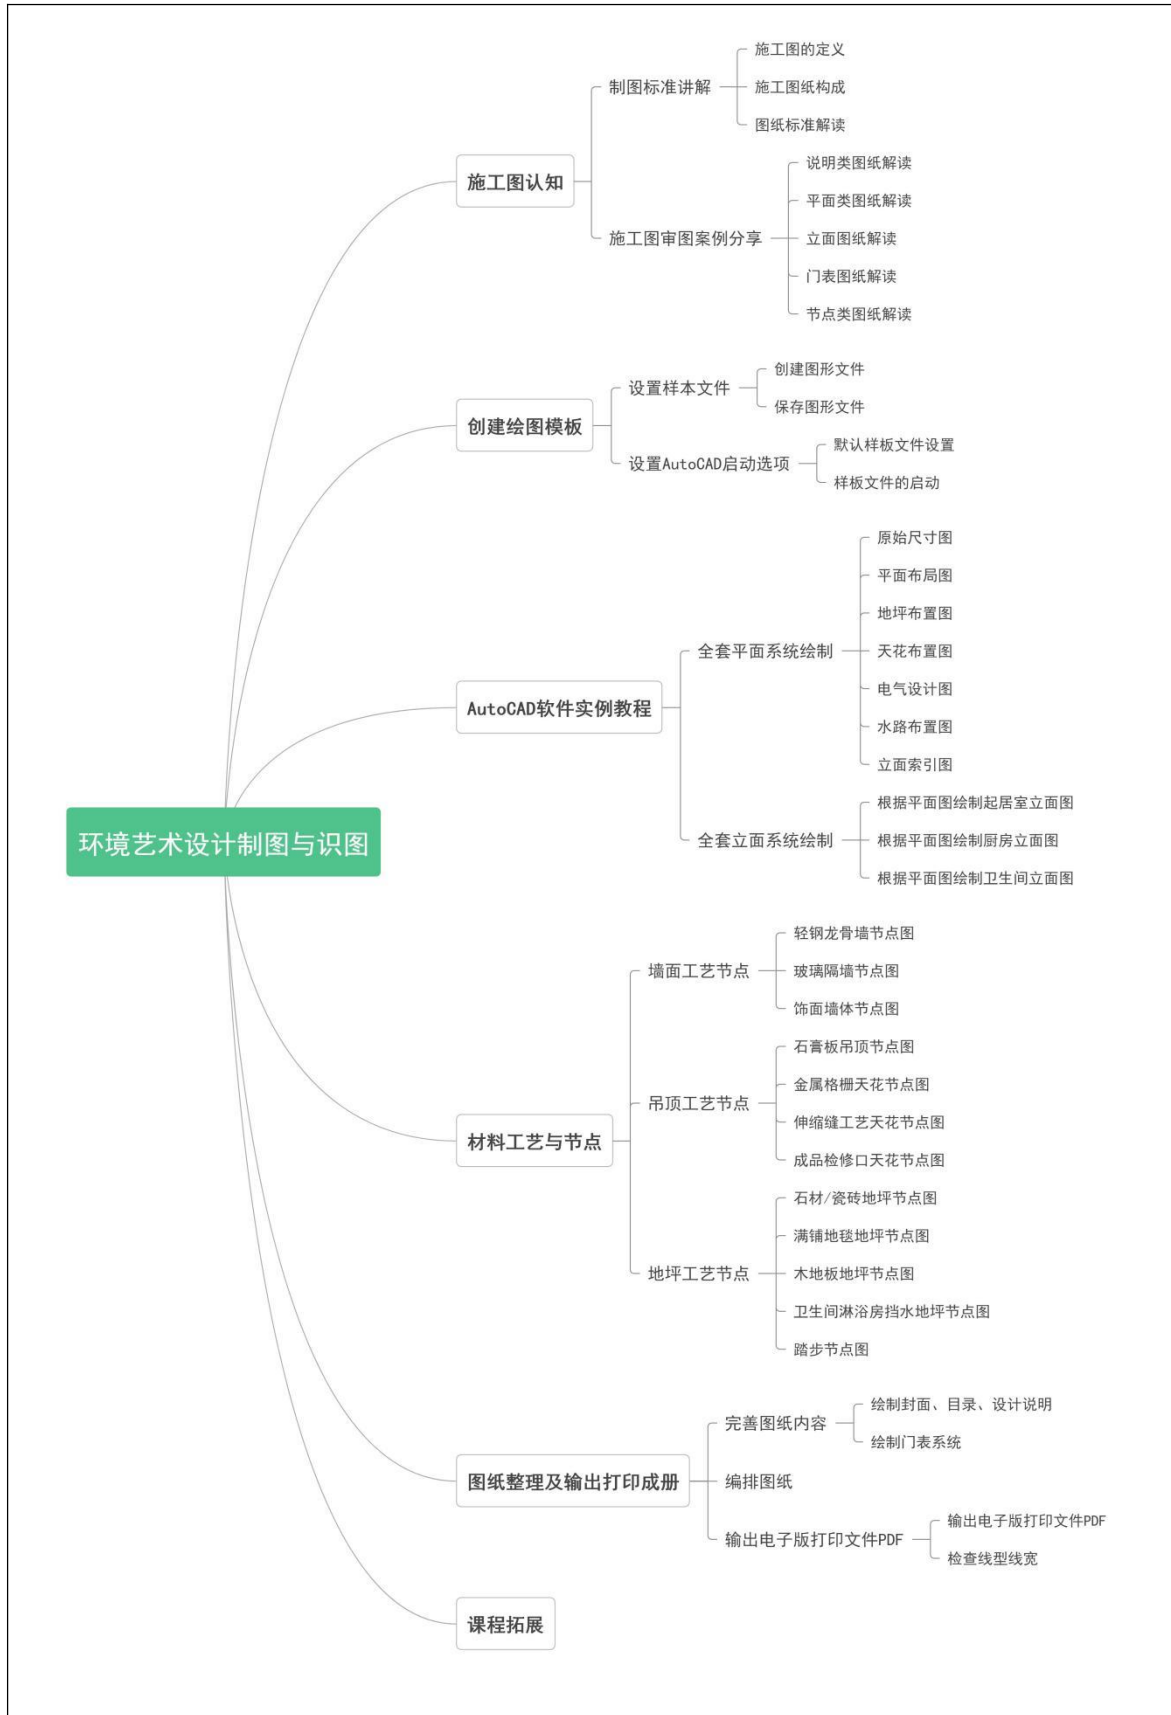 环境艺术设计制图与识图
施工图认知
制图标准讲解
施工图的定义
施工图纸构成
图纸标准解读
施工图审图案例分享
说明类图纸解读
平面类图纸解读
立面图纸解读
门表图纸解读
节点类图纸解读
创建绘图模板
设置样本文件
创建图形文件
保存图形文件
设置AutoCAD启动选项
默认样板文件设置
样板文件的启动
AutoCAD软件实例教程
全套平面系统绘制
原始尺寸图
平面布局图
地坪布置图
天花布置图
电气设计图
水路布置图
立面索引图
全套立面系统绘制
根据平面图绘制起居室立面图
根据平面图绘制厨房立面图
根据平面图绘制卫生间立面图
材料工艺与节点
墙面工艺节点
轻钢龙骨墙节点图
玻璃隔墙节点图
饰面墙体节点图
吊顶工艺节点
石膏板吊顶节点图
金属格栅天花节点图
伸缩缝工艺天花节点图
成品检修口天花节点图
地坪工艺节点
石材/瓷砖地坪节点图
满铺地毯地坪节点图
木地板地坪节点图
卫生间淋浴房挡水地坪节点图
踏步节点图
图纸整理及输出打印成册
完善图纸内容
绘制封面、目录、设计说明
绘制门表系统
编排图纸
输出电子版打印文件PDF
输出电子版打印文件PDF
检查线型线宽
课程拓展